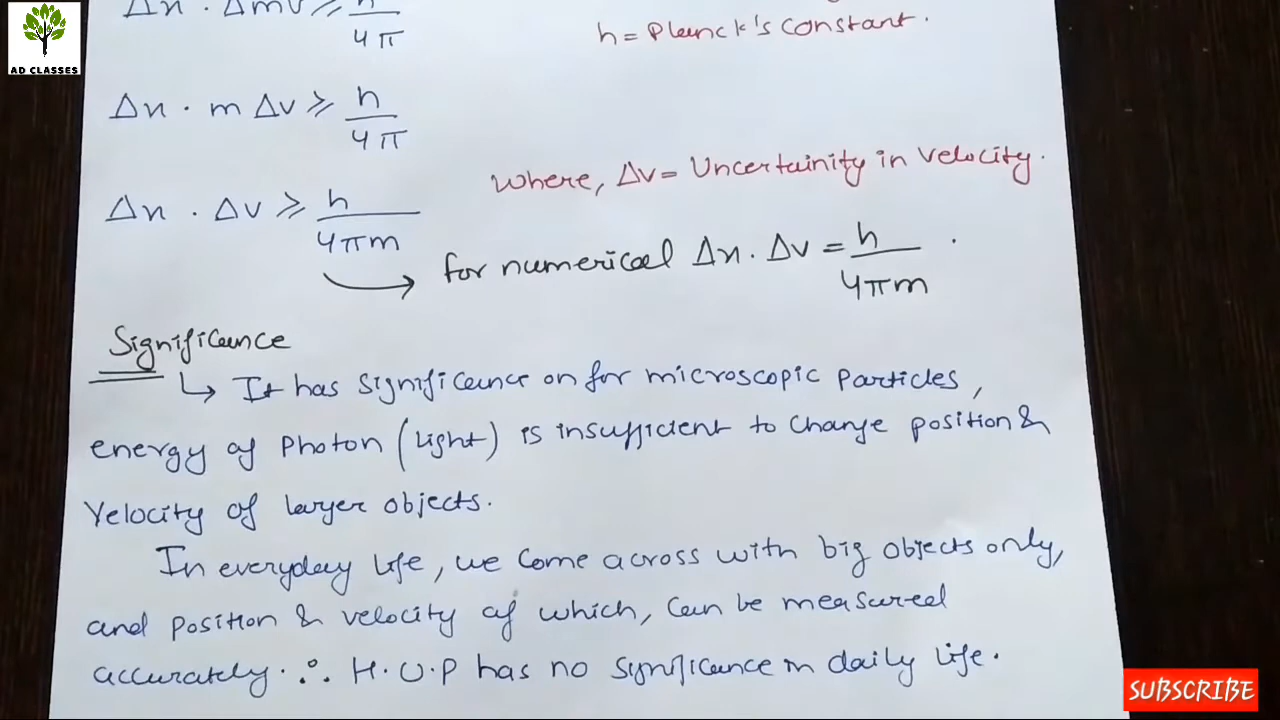 Δx · Δmv ≥ h/4π
h = Planck's constant.
AD CLASSES
Δx · m Δv ≥ h/4π
where, Δv = Uncertainity in velocity.
Δx · Δv ≥ h/4πm
for numerical Δx · Δv = h/4πm
Significance
↳ It has significance on for microscopic particles,
energy of photon (light) is insufficient to change position &
velocity of larger objects.
In everyday life, we come across with big objects only,
and position & velocity of which, can be measured
accurately. ∴ H.U.P has no significance in daily life.
SUBSCRIBE